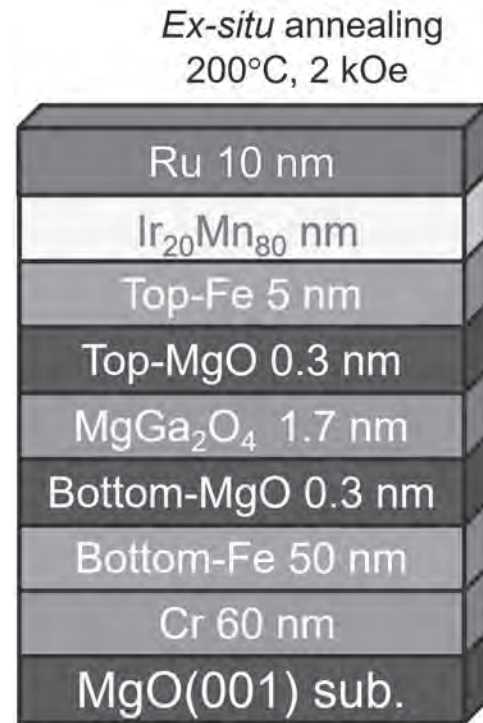 Ex-situ annealing
200°C, 2 kOe
Ru 10 nm
Ir₂₀Mn₈₀ nm
Top-Fe 5 nm
Top-MgO 0.3 nm
MgGa₂O₄ 1.7 nm
Bottom-MgO 0.3 nm
Bottom-Fe 50 nm
Cr 60 nm
MgO(001) sub.